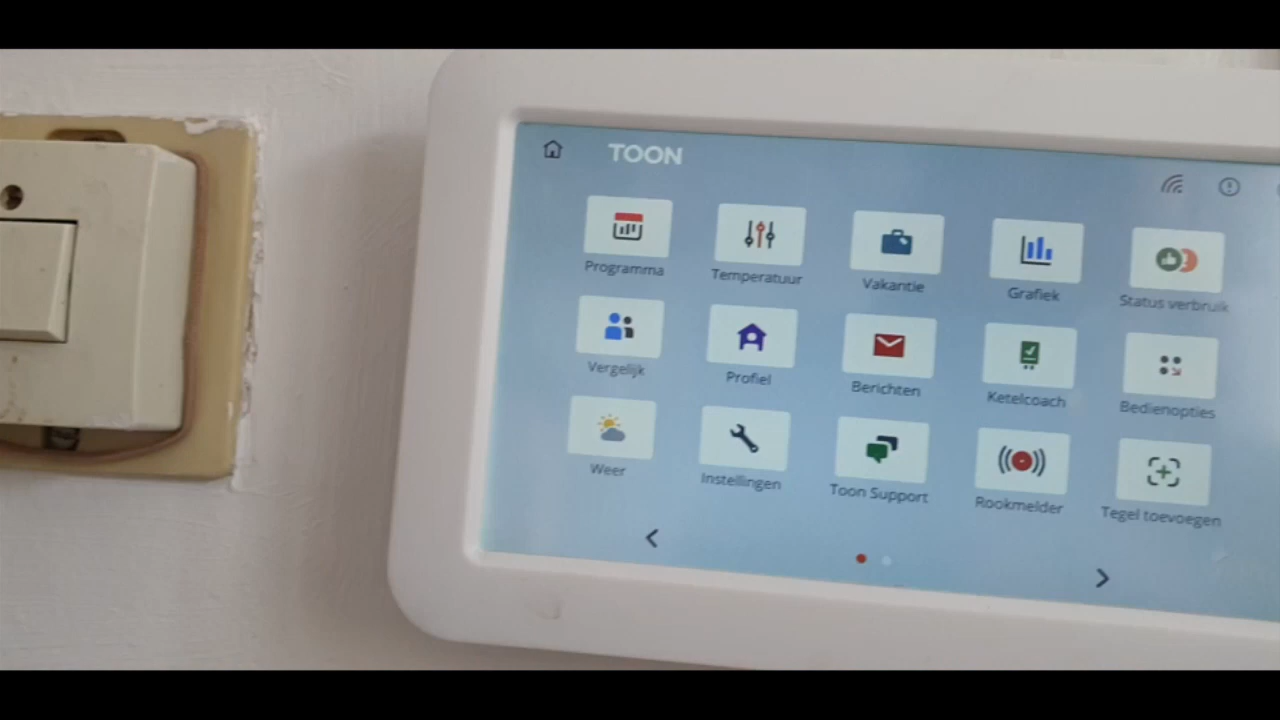 TOON
Programma Temperatuur Vakantie Grafiek Status verbruik
Vergelijk Profiel Berichten Ketelcoach Bedienopties
Weer Instellingen Toon Support Rookmelder Tegel toevoegen